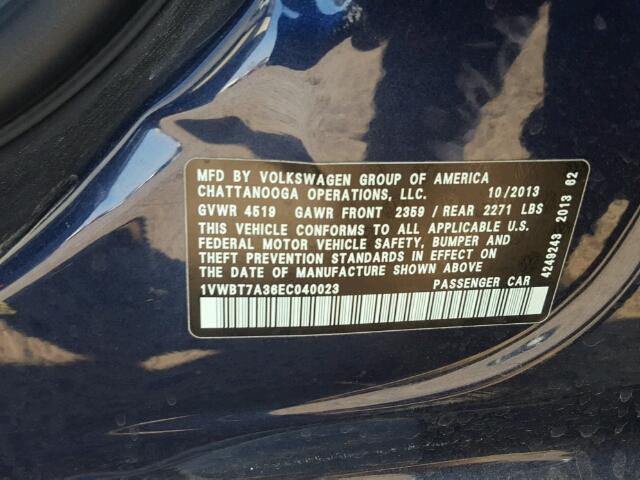 MFD BY VOLKSWAGEN GROUP OF AMERICA
CHATTANOOGA OPERATIONS, LLC. 10/2013
GVWR 4519 GAWR FRONT 2359 / REAR 2271 LBS
THIS VEHICLE CONFORMS TO ALL APPLICABLE U.S.
FEDERAL MOTOR VEHICLE SAFETY, BUMPER AND
THEFT PREVENTION STANDARDS IN EFFECT ON
THE DATE OF MANUFACTURE SHOWN ABOVE
1VWBT7A36EC040023 PASSENGER CAR
4249243 2013 62